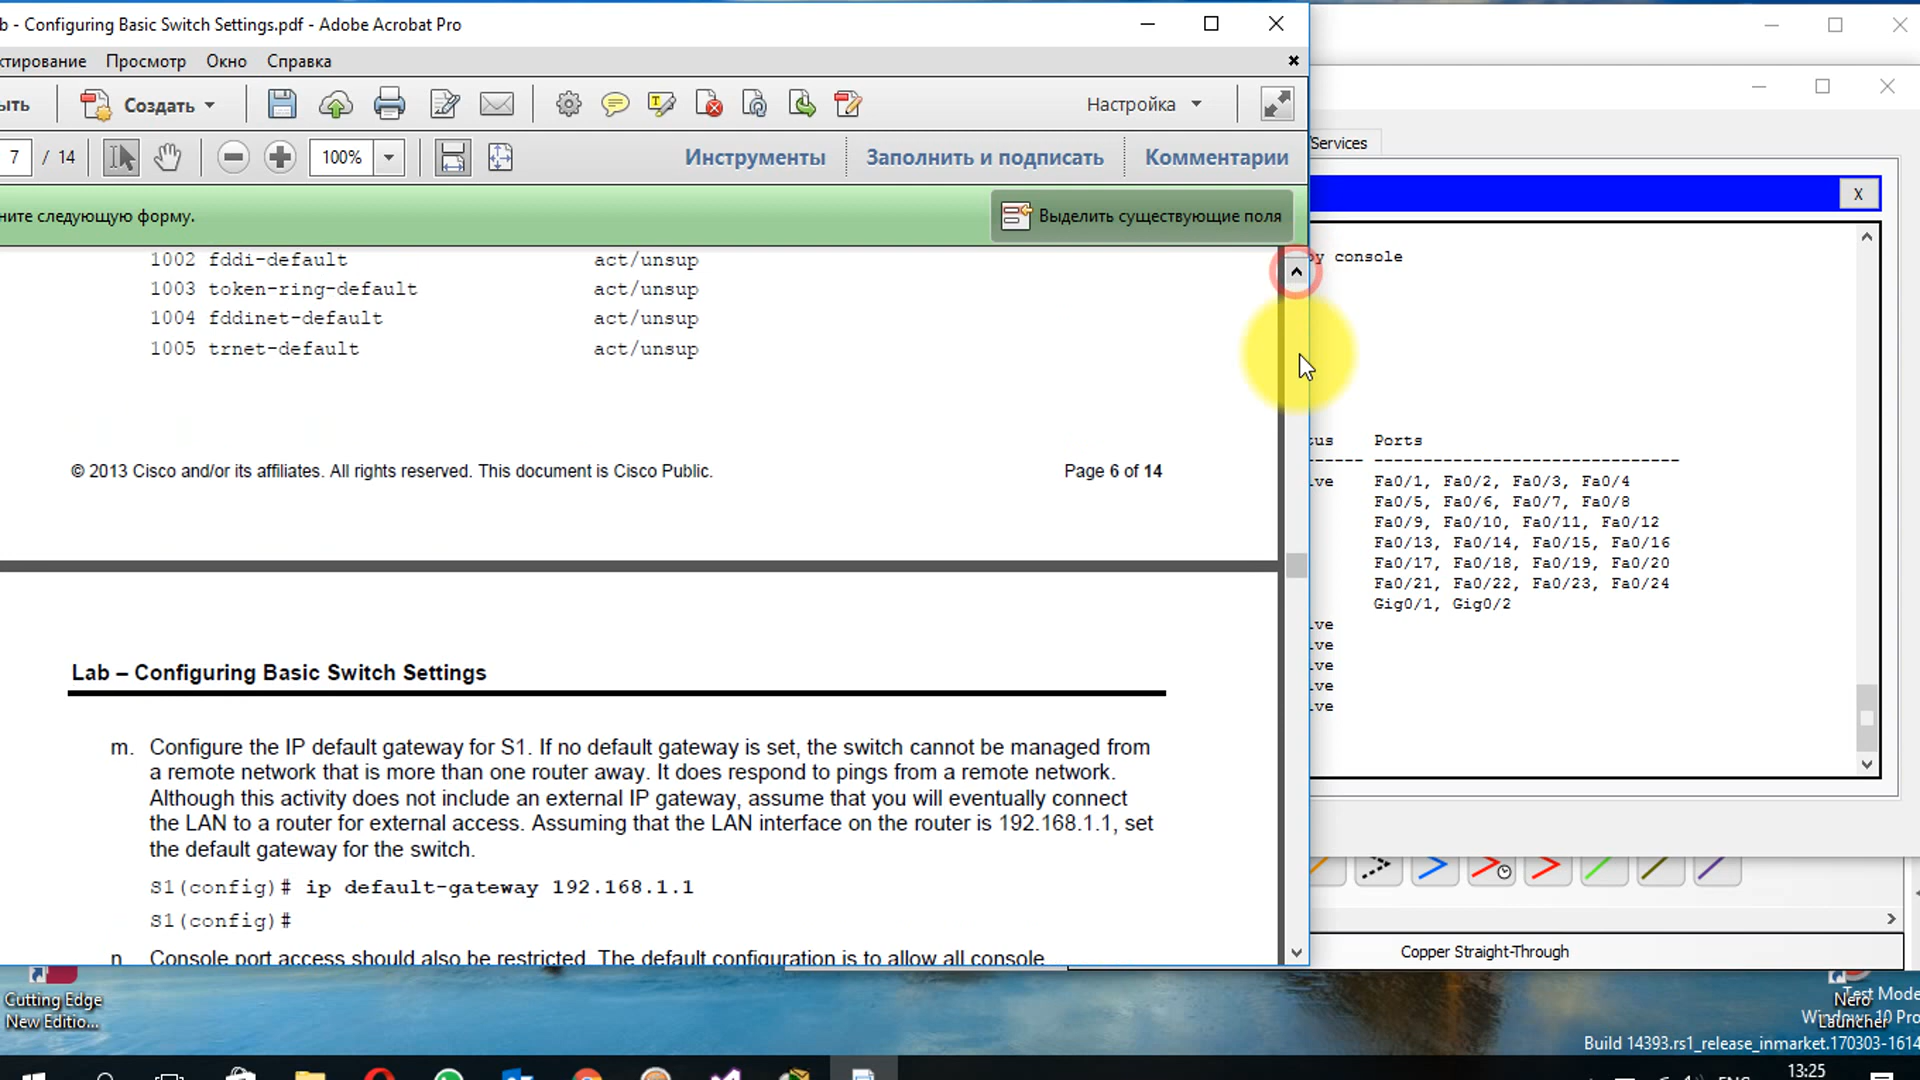 b - Configuring Basic Switch Settings.pdf - Adobe Acrobat Pro
ктирование Просмотр Окно Справка
ыть Создать Настройка
7 / 14 100% Инструменты Заполнить и подписать Комментарии
ните следующую форму. Выделить существующие поля
1002 fddi-default act/unsup
1003 token-ring-default act/unsup
1004 fddinet-default act/unsup
1005 trnet-default act/unsup
© 2013 Cisco and/or its affiliates. All rights reserved. This document is Cisco Public. Page 6 of 14
Lab – Configuring Basic Switch Settings
m. Configure the IP default gateway for S1. If no default gateway is set, the switch cannot be managed from
a remote network that is more than one router away. It does respond to pings from a remote network.
Although this activity does not include an external IP gateway, assume that you will eventually connect
the LAN to a router for external access. Assuming that the LAN interface on the router is 192.168.1.1, set
the default gateway for the switch.
S1(config)# ip default-gateway 192.168.1.1
S1(config)#
n Console port access should also be restricted. The default configuration is to allow all console
Services
X
by console
tus Ports
------ -------------------------------
ve Fa0/1, Fa0/2, Fa0/3, Fa0/4
Fa0/5, Fa0/6, Fa0/7, Fa0/8
Fa0/9, Fa0/10, Fa0/11, Fa0/12
Fa0/13, Fa0/14, Fa0/15, Fa0/16
Fa0/17, Fa0/18, Fa0/19, Fa0/20
Fa0/21, Fa0/22, Fa0/23, Fa0/24
Gig0/1, Gig0/2
ive
ive
ive
ive
ive
Copper Straight-Through
Cutting Edge
New Editio...
Nero
Launcher
Test Mode
Windows 10 Pro
Build 14393.rs1_release_inmarket.170303-1614
13:25